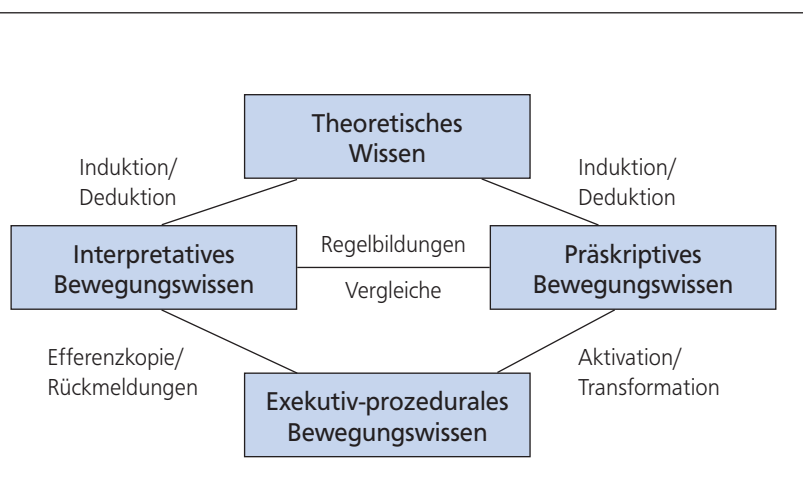 Theoretisches
Wissen
Induktion/
Deduktion
Induktion/
Deduktion
Interpretatives
Bewegungswissen
Regelbildungen
Vergleiche
Präskriptives
Bewegungswissen
Efferenzkopie/
Rückmeldungen
Aktivation/
Transformation
Exekutiv-prozedurales
Bewegungswissen